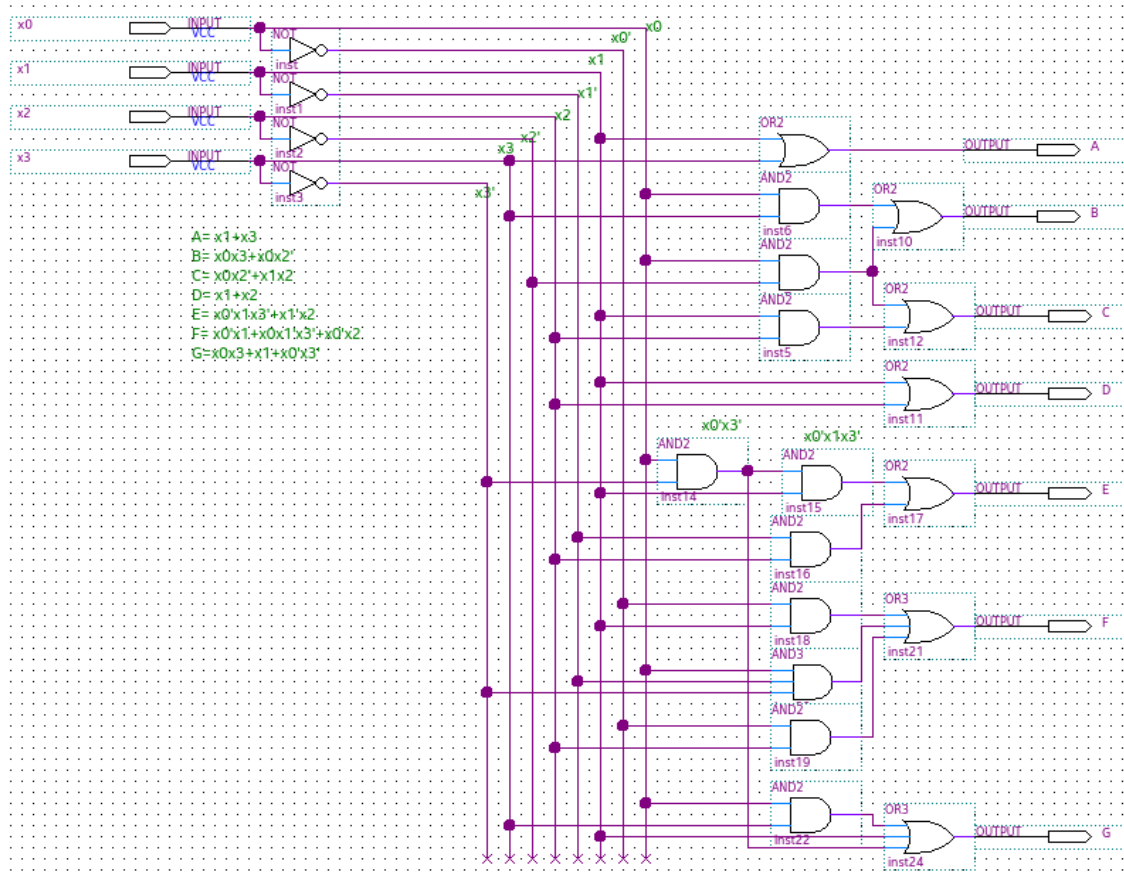 x0
INPUT
VCC
NOT
inst
x0
x0'
x1
INPUT
VCC
NOT
inst1
x1
x1'
x2
INPUT
VCC
NOT
inst2
x2
x2'
x3
INPUT
VCC
NOT
inst3
x3
x3'
A= x1+x3
B= x0x3+x0x2'
C= x0x2'+x1x2
D= x1+x2
E= x0'x1x3'+x1'x2
F= x0'x1+x0x1'x3'+x0'x2
G=x0x3+x1+x0'x3'
OR2
OUTPUT
A
AND2
inst6
OR2
inst10
OUTPUT
B
AND2
AND2
inst5
OR2
inst12
OUTPUT
C
OR2
inst11
OUTPUT
D
x0'x3'
AND2
inst14
x0'x1x3'
AND2
inst15
OR2
inst17
OUTPUT
E
AND2
inst16
AND2
inst18
OR3
inst21
OUTPUT
F
AND3
AND2
inst19
AND2
inst22
OR3
inst24
OUTPUT
G